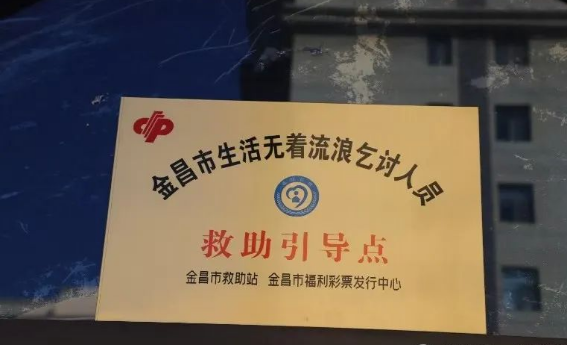 金昌市生活无着流浪乞讨人员
救助引导点
金昌市救助站 金昌市福利彩票发行中心